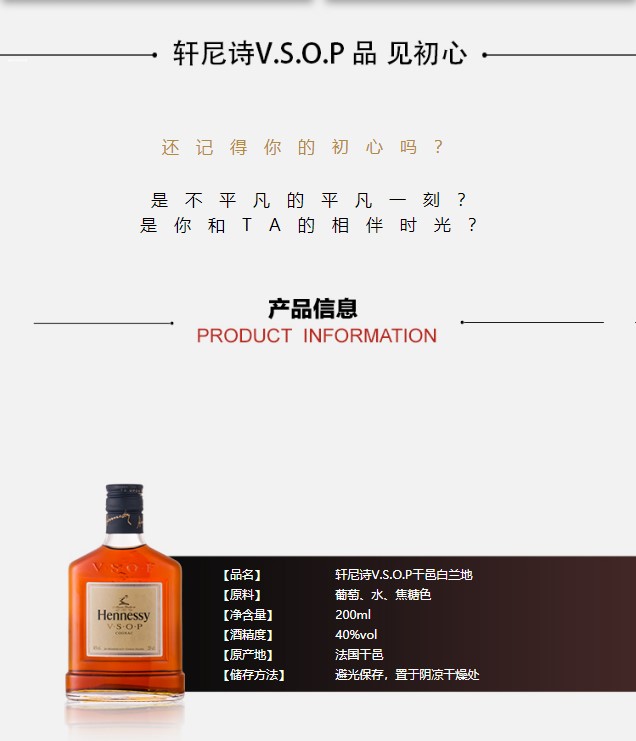 轩尼诗V.S.O.P 品 见初心
还记得你的初心吗？
是不平凡的平凡一刻？
是你和TA的相伴时光？
产品信息
PRODUCT INFORMATION
V S O P
Hennessy
V·S·O·P
COGNAC
【品名】 轩尼诗V.S.O.P干邑白兰地
【原料】 葡萄、水、焦糖色
【净含量】 200ml
【酒精度】 40%vol
【原产地】 法国干邑
【储存方法】 避光保存，置于阴凉干燥处